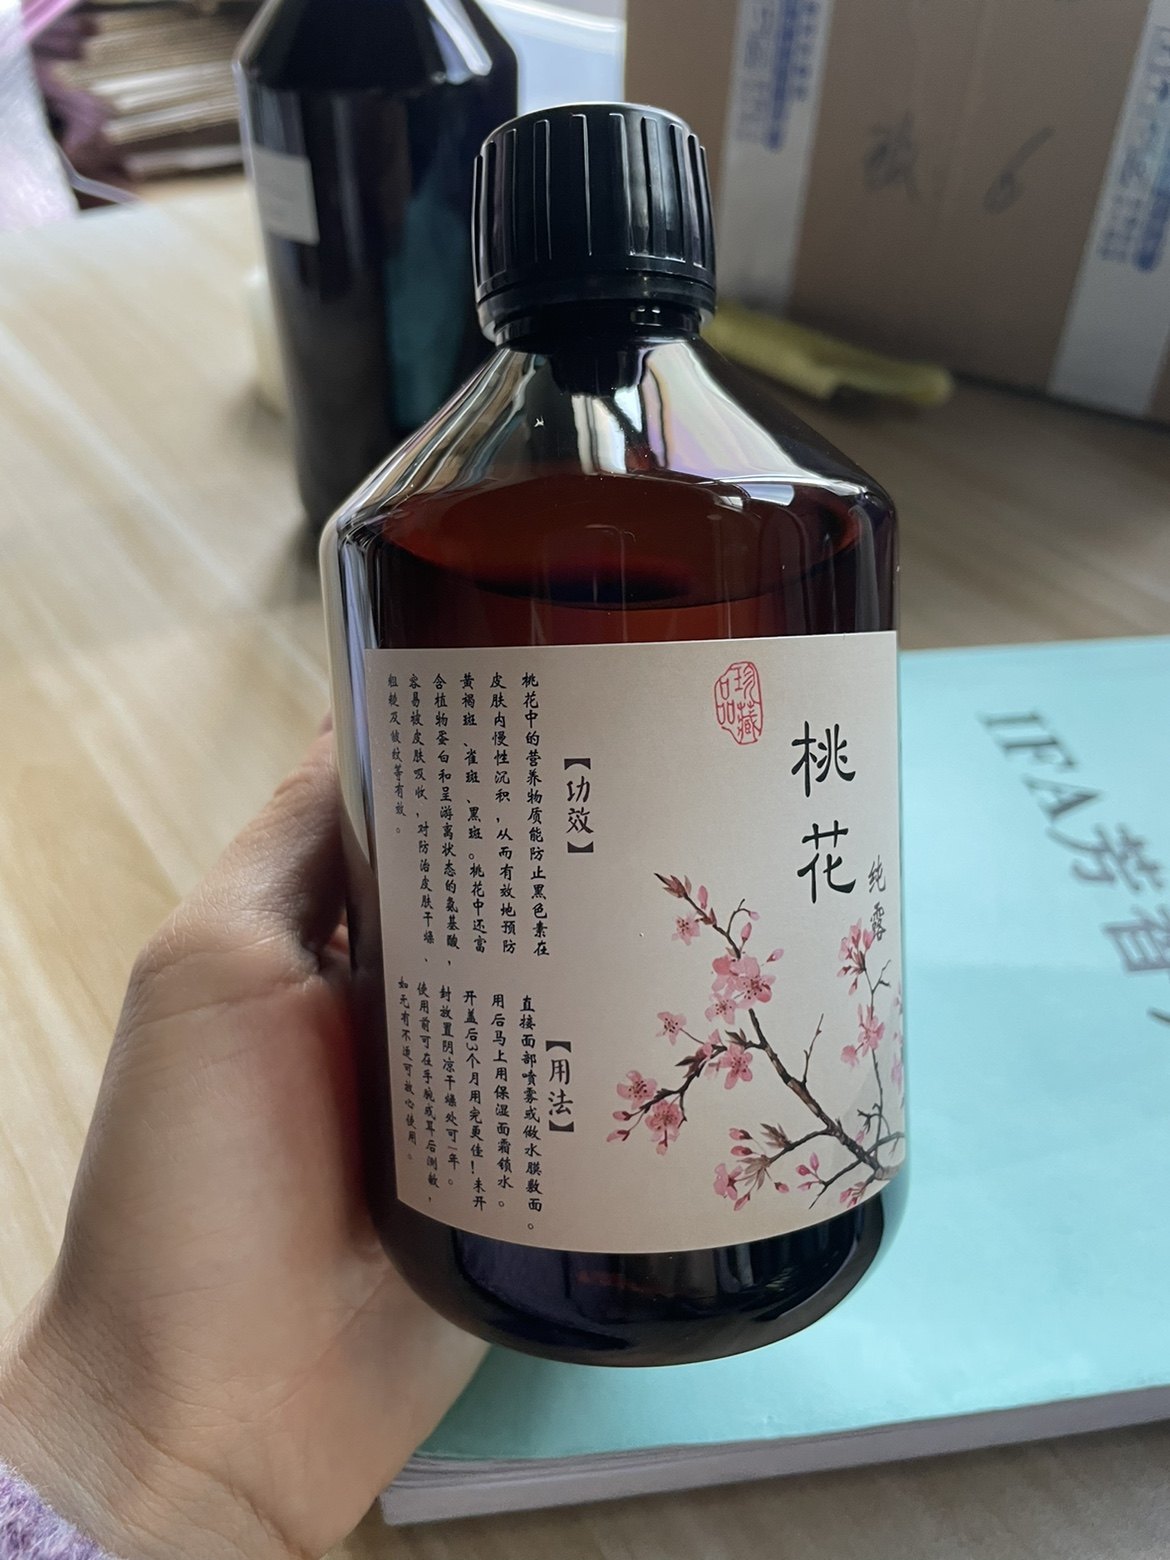 珍藏
品
桃花
纯露
【功效】
桃花中的营养物质能防止黑色素在
皮肤内慢性沉积，从而有效地预防
黄褐斑、雀斑、黑斑。桃花中还富
含植物蛋白和呈游离状态的氨基酸，
容易被皮肤吸收，对防治皮肤干燥、
粗糙及皱纹等有效。
【用法】
直接面部喷雾或做水膜敷面。
用后马上用保湿面霜锁水。
开盖后3个月用完更佳！未开
封放置阴凉干燥处可一年。
使用前可在手腕或耳后测敏，
如无有不适可放心使用。
IFA芳香
6